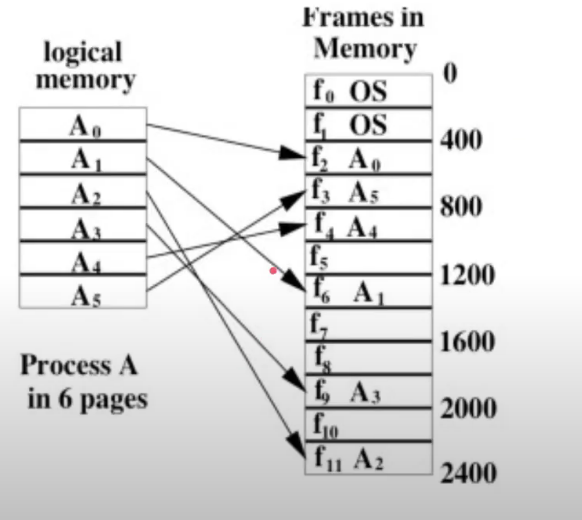 logical
memory
A0
A1
A2
A3
A4
A5
Process A
in 6 pages
Frames in
Memory
0
f0 OS
f1 OS
400
f2 A0
f3 A5
800
f4 A4
f5
1200
f6 A1
f7
1600
f8
f9 A3
2000
f10
f11 A2
2400